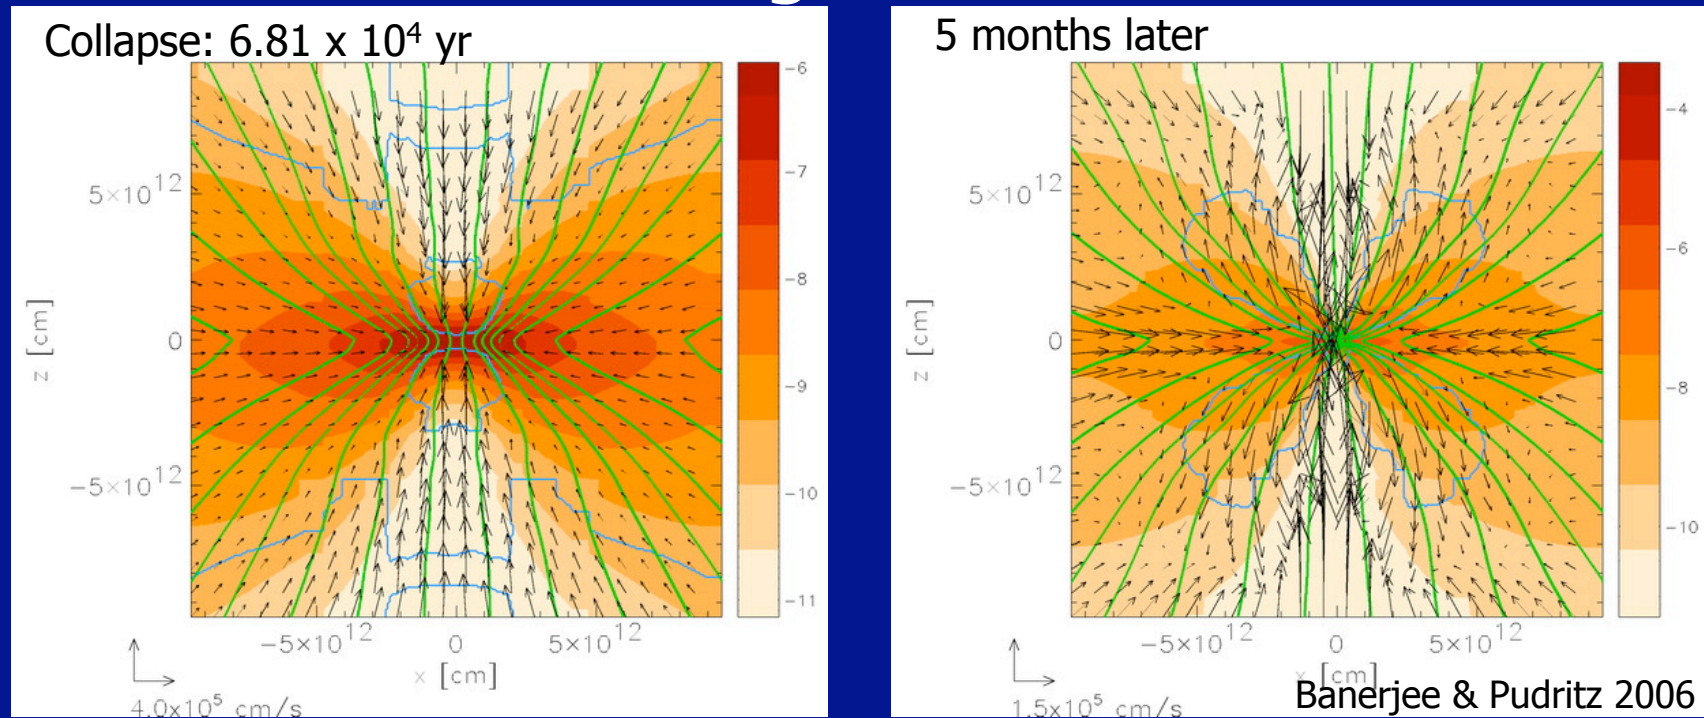 Collapse: 6.81 x 10⁴ yr
5×10¹²
0
−5×10¹²
z [cm]
−5×10¹² 0 5×10¹²
x [cm]
4.0x10⁵ cm/s
−6
−7
−8
−9
−10
−11
5 months later
5×10¹²
0
−5×10¹²
z [cm]
−5×10¹² 0 5×10¹²
x [cm]
1.5x10⁵ cm/s
−4
−6
−8
−10
Banerjee & Pudritz 2006